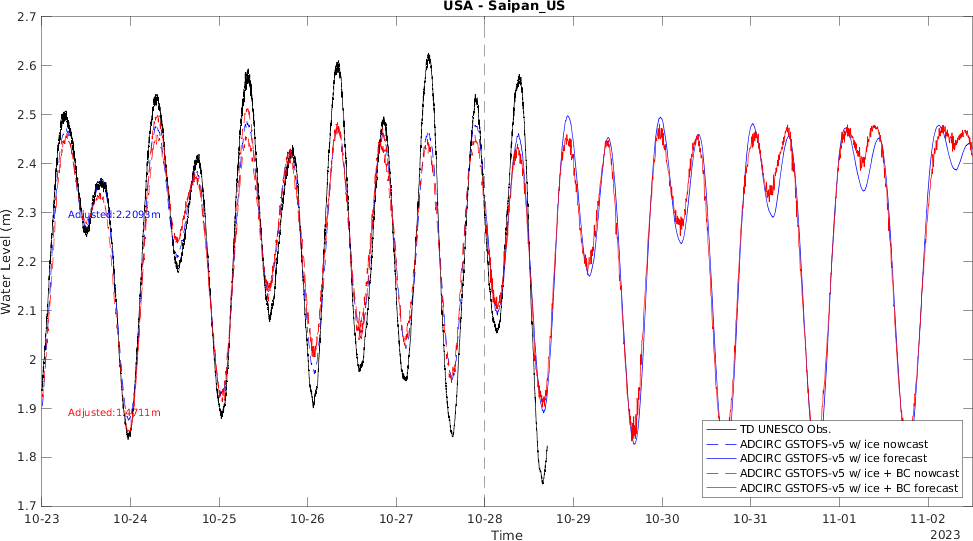 USA - Saipan_US
2.7
2.6
2.5
2.4
2.3
2.2
2.1
2
1.9
1.8
1.7
Water Level (m)
Adjusted:2.2093m
Adjusted:1.4711m
TD UNESCO Obs.
ADCIRC GSTOFS-v5 w/ ice nowcast
ADCIRC GSTOFS-v5 w/ ice forecast
ADCIRC GSTOFS-v5 w/ ice + BC nowcast
ADCIRC GSTOFS-v5 w/ ice + BC forecast
10-23 10-24 10-25 10-26 10-27 10-28 10-29 10-30 10-31 11-01 11-02
Time
2023